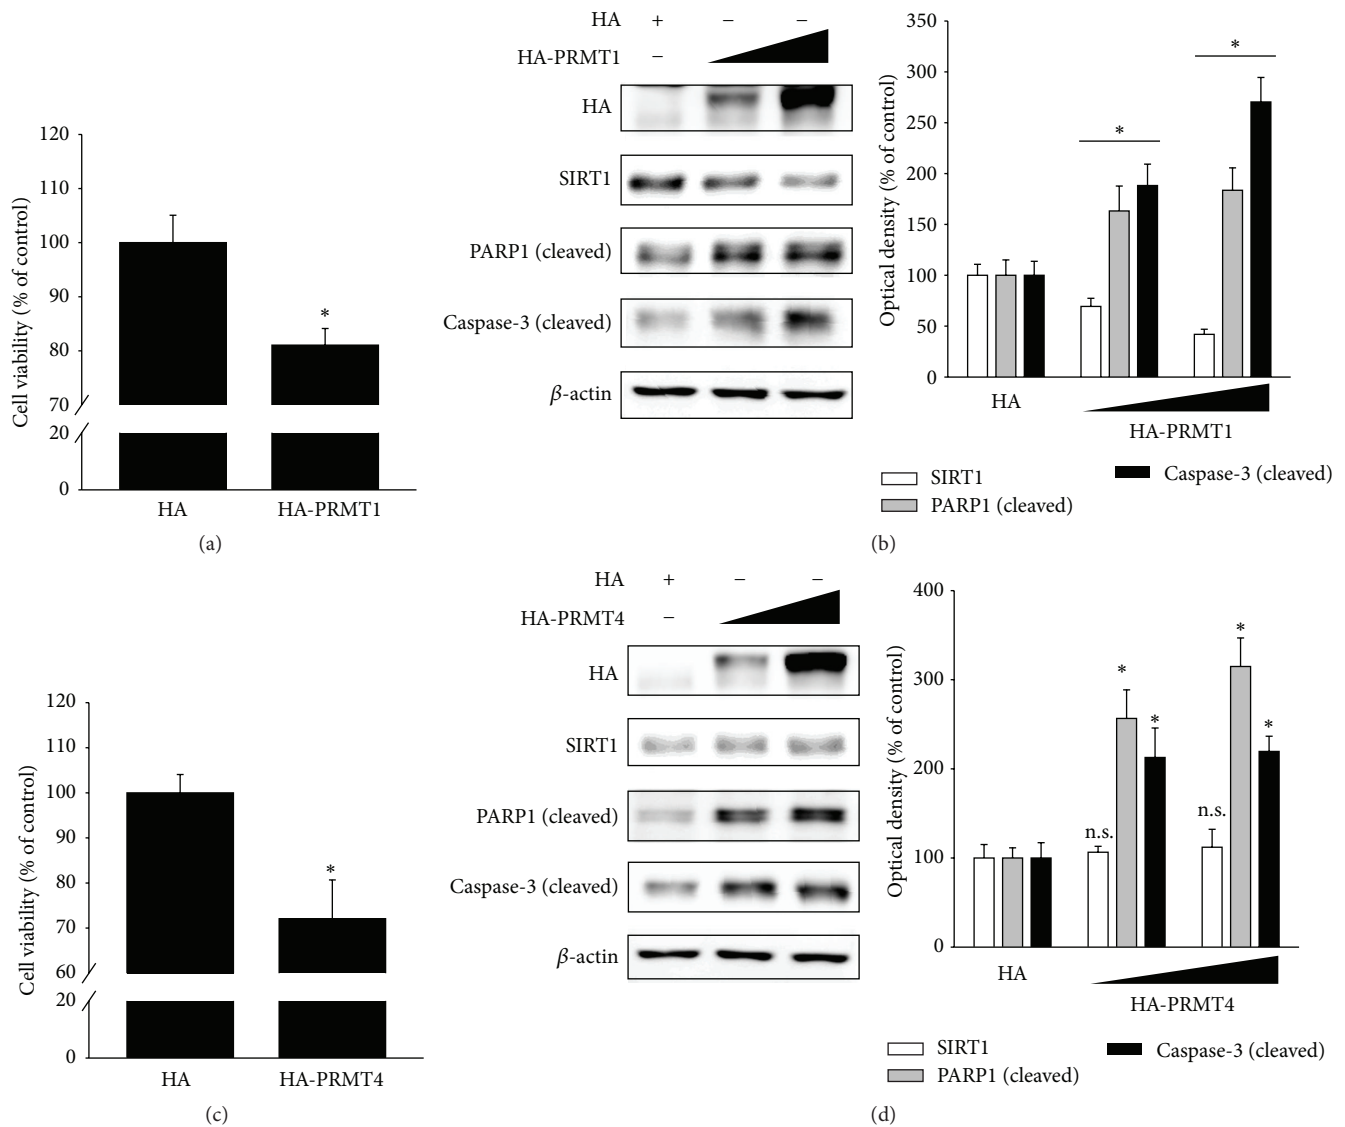 Cell viability (% of control)
120
110
100
90
80
70
20
0
*
HA
HA-PRMT1
(a)
HA + − −
HA-PRMT1 −
HA
SIRT1
PARP1 (cleaved)
Caspase-3 (cleaved)
β-actin
Optical density (% of control)
350
300
250
200
150
100
50
0
*
*
HA
HA-PRMT1
SIRT1
PARP1 (cleaved)
Caspase-3 (cleaved)
(b)
Cell viability (% of control)
120
110
100
90
80
70
60
20
0
*
HA
HA-PRMT4
(c)
HA + − −
HA-PRMT4 −
HA
SIRT1
PARP1 (cleaved)
Caspase-3 (cleaved)
β-actin
Optical density (% of control)
400
300
200
100
0
n.s.
*
*
n.s.
*
*
HA
HA-PRMT4
SIRT1
PARP1 (cleaved)
Caspase-3 (cleaved)
(d)